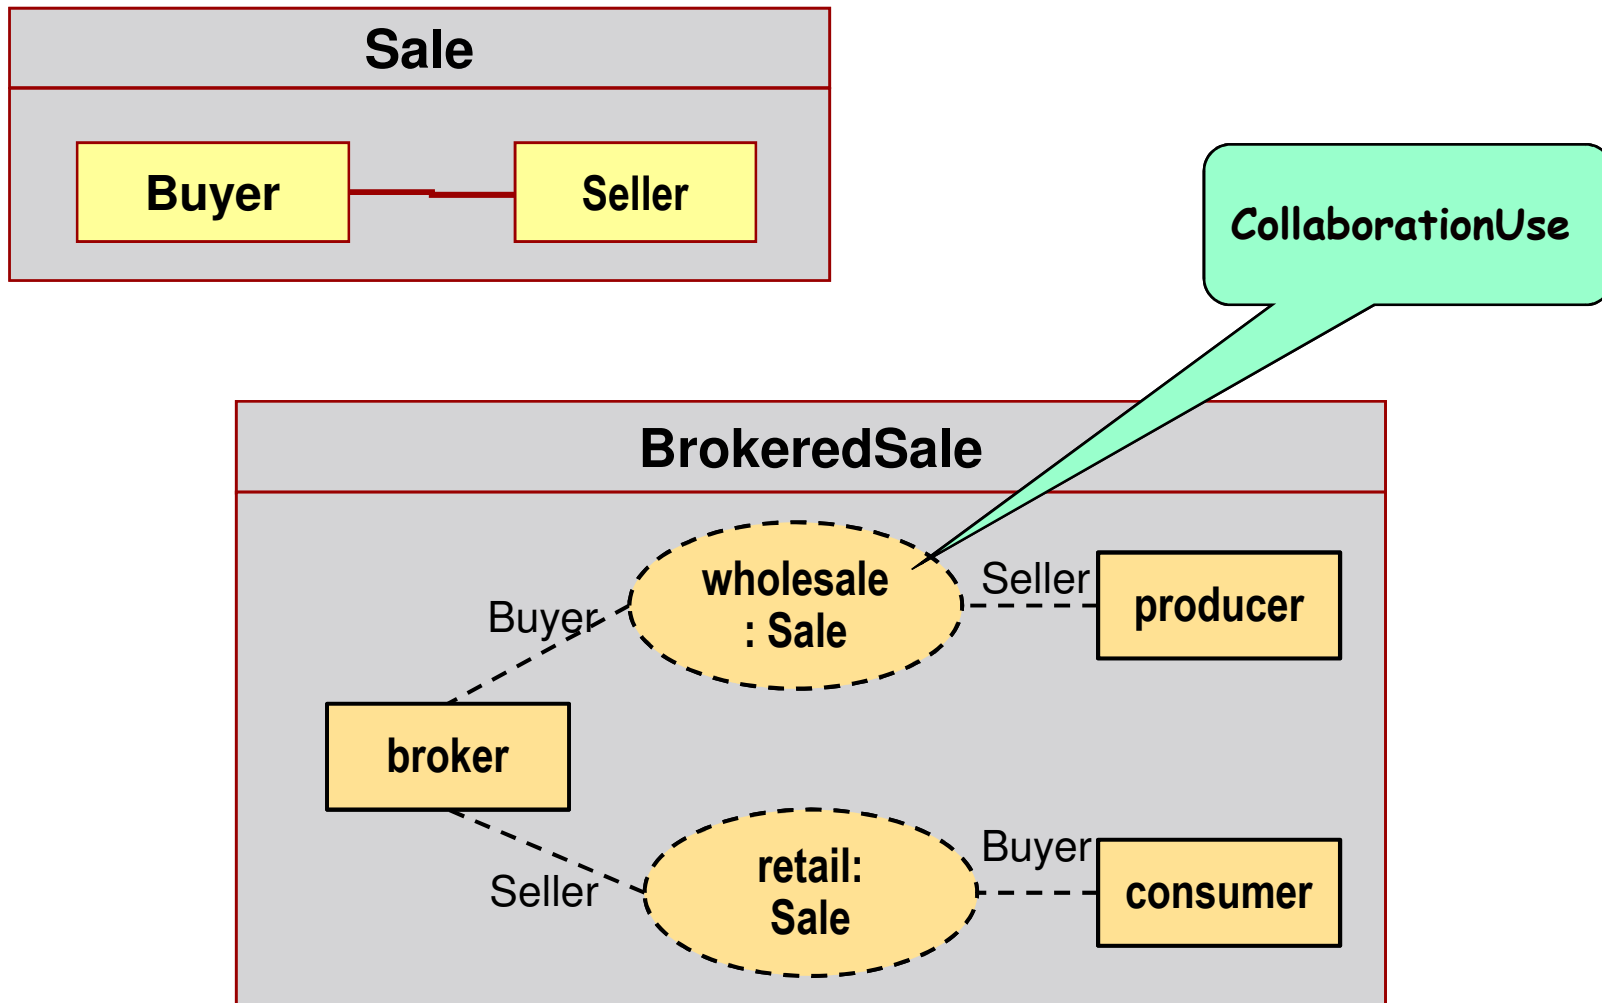 Sale
Buyer
Seller
CollaborationUse
BrokeredSale
wholesale
: Sale
Seller
producer
Buyer
broker
retail:
Sale
Buyer
consumer
Seller